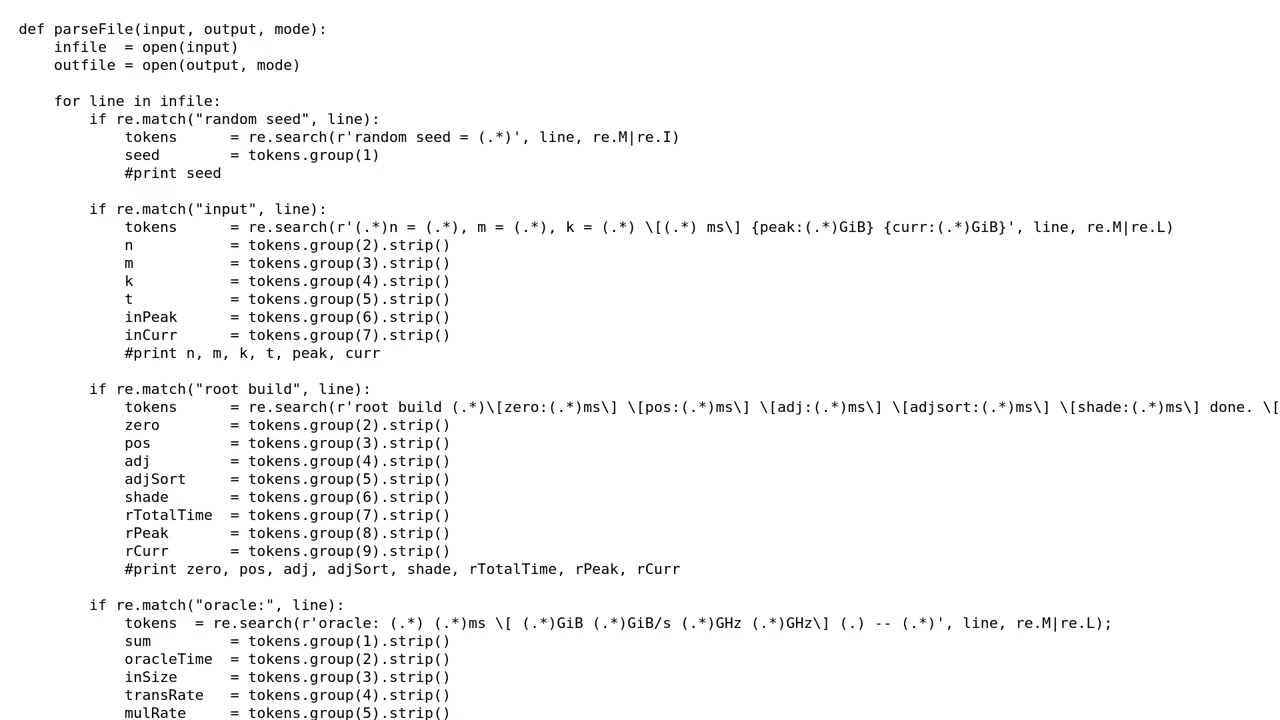 def parseFile(input, output, mode):
    infile  = open(input)
    outfile = open(output, mode)

    for line in infile:
        if re.match("random seed", line):
            tokens      = re.search(r'random seed = (.*)', line, re.M|re.I)
            seed        = tokens.group(1)
            #print seed

        if re.match("input", line):
            tokens      = re.search(r'(.*)n = (.*), m = (.*), k = (.*) \[(.*) ms\] {peak:(.*)GiB} {curr:(.*)GiB}', line, re.M|re.L)
            n           = tokens.group(2).strip()
            m           = tokens.group(3).strip()
            k           = tokens.group(4).strip()
            t           = tokens.group(5).strip()
            inPeak      = tokens.group(6).strip()
            inCurr      = tokens.group(7).strip()
            #print n, m, k, t, peak, curr

        if re.match("root build", line):
            tokens      = re.search(r'root build (.*)\[zero:(.*)ms\] \[pos:(.*)ms\] \[adj:(.*)ms\] \[adjsort:(.*)ms\] \[shade:(.*)ms\] done. \[
            zero        = tokens.group(2).strip()
            pos         = tokens.group(3).strip()
            adj         = tokens.group(4).strip()
            adjSort     = tokens.group(5).strip()
            shade       = tokens.group(6).strip()
            rTotalTime  = tokens.group(7).strip()
            rPeak       = tokens.group(8).strip()
            rCurr       = tokens.group(9).strip()
            #print zero, pos, adj, adjSort, shade, rTotalTime, rPeak, rCurr

        if re.match("oracle:", line):
            tokens  = re.search(r'oracle: (.*) (.*)ms \[ (.*)GiB (.*)GiB/s (.*)GHz (.*)GHz\] (.) -- (.*)', line, re.M|re.L);
            sum         = tokens.group(1).strip()
            oracleTime  = tokens.group(2).strip()
            inSize      = tokens.group(3).strip()
            transRate   = tokens.group(4).strip()
            mulRate     = tokens.group(5).strip()